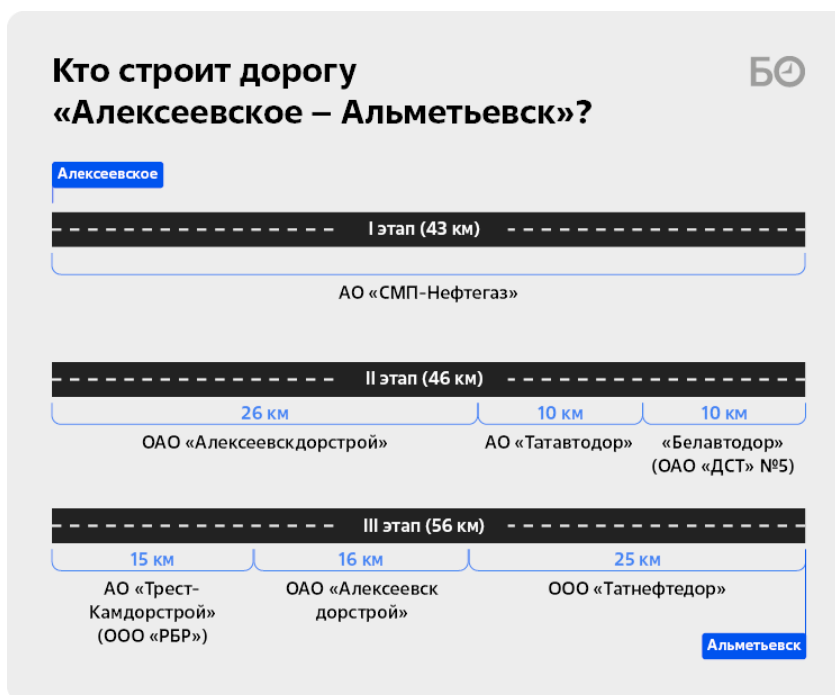 Кто строит дорогу
«Алексеевское – Альметьевск»?
БО
Алексеевское
I этап (43 км)
АО «СМП-Нефтегаз»
II этап (46 км)
26 км
10 км
10 км
ОАО «Алексеевскдорстрой»
АО «Татавтодор»
«Белавтодор»
(ОАО «ДСТ» №5)
III этап (56 км)
15 км
16 км
25 км
АО «Трест-
Камдорстрой»
(ООО «РБР»)
ОАО «Алексеевск
дорстрой»
ООО «Татнефтедор»
Альметьевск